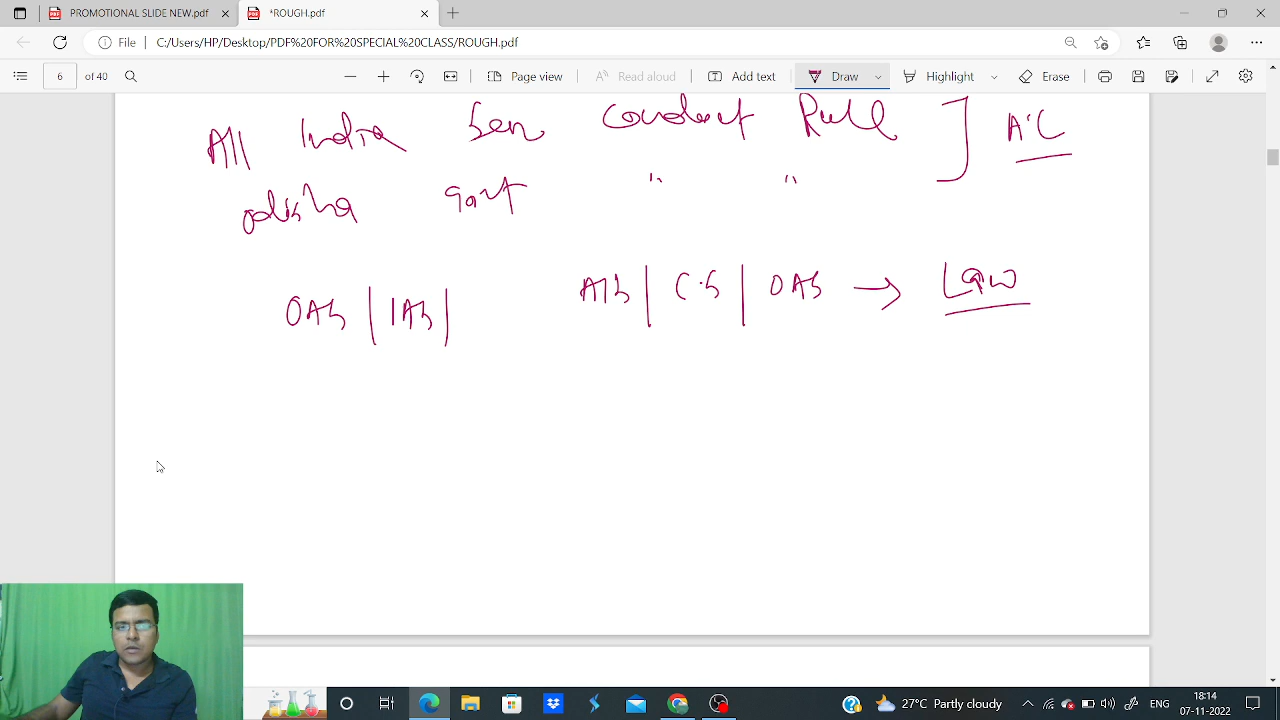 PROMOTIONAL SLIDE NEW.pdf
*ROUGH.pdf
File C:/Users/HP/Desktop/PDF%20FOR%20SPECIAL%20CLASS/ROUGH.pdf
6 of 40 Page view Read aloud Add text Draw Highlight Erase
All India Ser Conduct Rule ] A.C
odisha Govt " "
AIS | C.S | OAS → Law
OAS | IAS |
27°C Partly cloudy ENG 18:14
07-11-2022